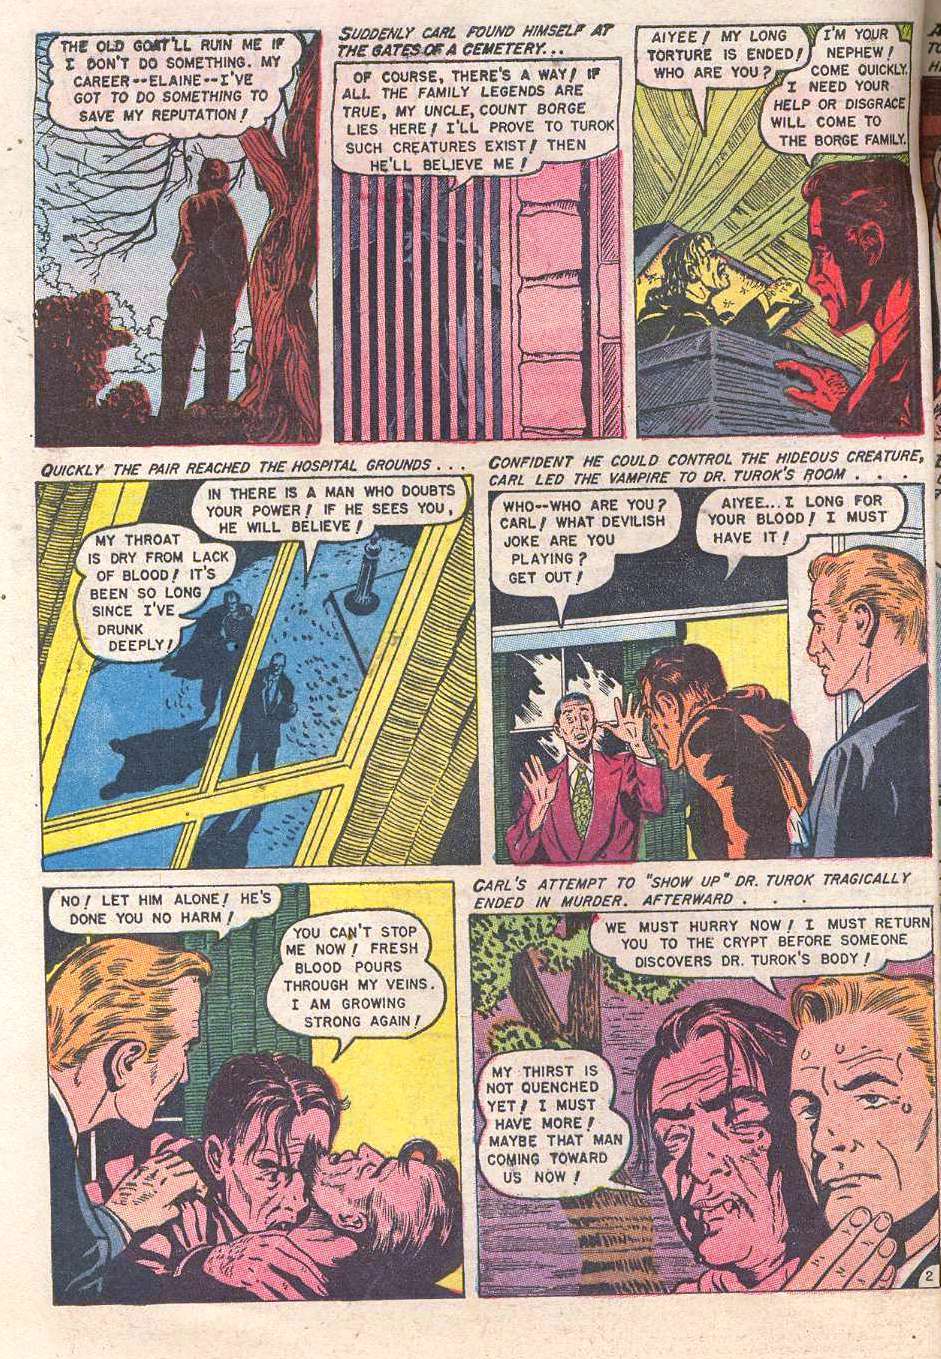 THE OLD GOAT'LL RUIN ME IF
I DON'T DO SOMETHING. MY
CAREER--ELAINE--I'VE
GOT TO DO SOMETHING TO
SAVE MY REPUTATION!
SUDDENLY CARL FOUND HIMSELF AT
THE GATES OF A CEMETERY...
OF COURSE, THERE'S A WAY! IF
ALL THE FAMILY LEGENDS ARE
TRUE, MY UNCLE, COUNT BORGE
LIES HERE! I'LL PROVE TO TUROK
SUCH CREATURES EXIST! THEN
HE'LL BELIEVE ME!
AIYEE! MY LONG
TORTURE IS ENDED!
WHO ARE YOU?
I'M YOUR
NEPHEW!
COME QUICKLY.
I NEED YOUR
HELP OR DISGRACE
WILL COME TO
THE BORGE FAMILY.
QUICKLY THE PAIR REACHED THE HOSPITAL GROUNDS...
IN THERE IS A MAN WHO DOUBTS
YOUR POWER! IF HE SEES YOU,
HE WILL BELIEVE!
MY THROAT
IS DRY FROM LACK
OF BLOOD! IT'S
BEEN SO LONG
SINCE I'VE
DRUNK
DEEPLY!
CONFIDENT HE COULD CONTROL THE HIDEOUS CREATURE,
CARL LED THE VAMPIRE TO DR. TUROK'S ROOM . . . .
WHO--WHO ARE YOU?
CARL! WHAT DEVILISH
JOKE ARE YOU
PLAYING?
GET OUT!
AIYEE...I LONG FOR
YOUR BLOOD! I MUST
HAVE IT!
NO! LET HIM ALONE! HE'S
DONE YOU NO HARM!
YOU CAN'T STOP
ME NOW! FRESH
BLOOD POURS
THROUGH MY VEINS.
I AM GROWING
STRONG AGAIN!
CARL'S ATTEMPT TO "SHOW UP" DR. TUROK TRAGICALLY
ENDED IN MURDER. AFTERWARD . . . .
WE MUST HURRY NOW! I MUST RETURN
YOU TO THE CRYPT BEFORE SOMEONE
DISCOVERS DR. TUROK'S BODY!
MY THIRST IS
NOT QUENCHED
YET! I MUST
HAVE MORE!
MAYBE THAT MAN
COMING TOWARD
US NOW!
2